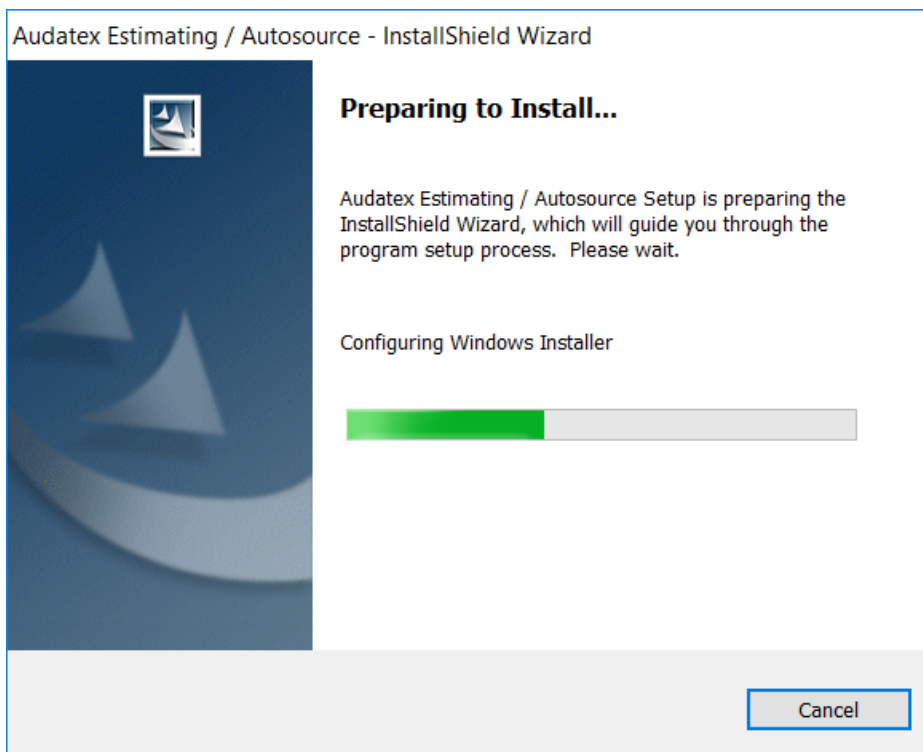 Audatex Estimating / Autosource - InstallShield Wizard
Preparing to Install...
Audatex Estimating / Autosource Setup is preparing the
InstallShield Wizard, which will guide you through the
program setup process.  Please wait.
Configuring Windows Installer
Cancel